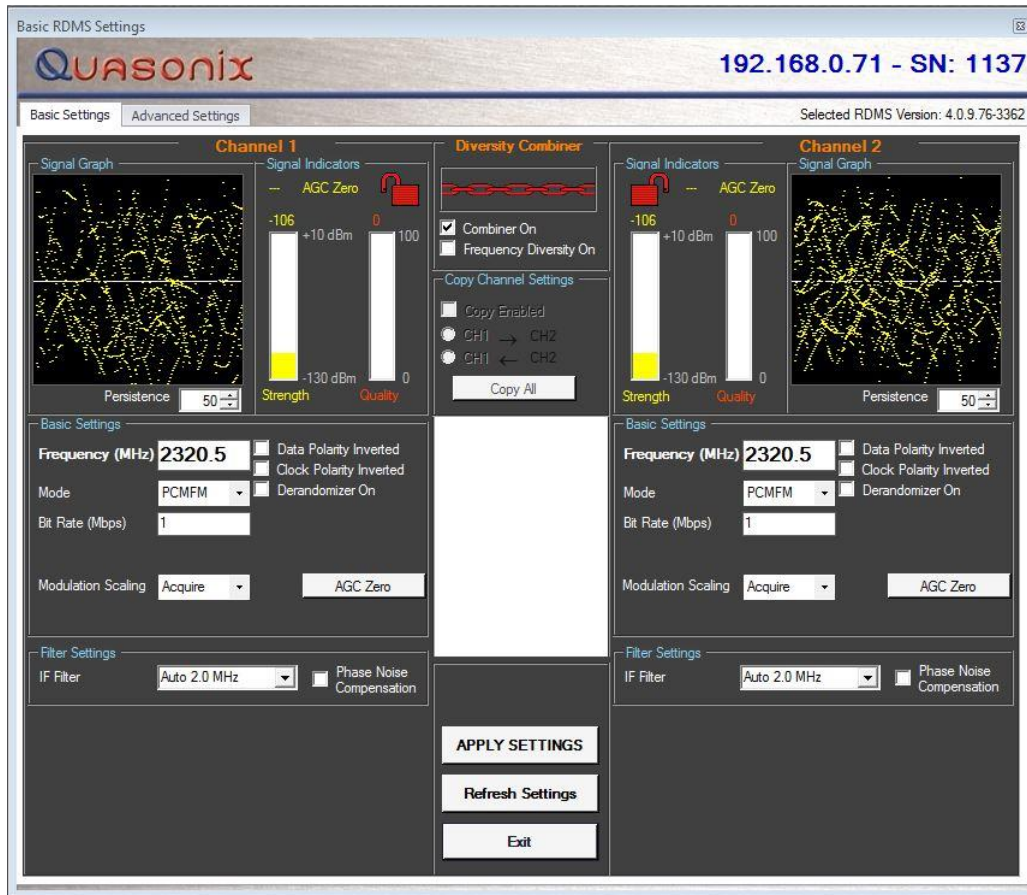 Basic RDMS Settings
Quasonix
192.168.0.71 - SN: 1137
Basic Settings
Advanced Settings
Selected RDMS Version: 4.0.9.76-3362
Channel 1
Signal Graph
Persistence 50
Signal Indicators
--- AGC Zero
-106
0
+10 dBm
100
-130 dBm
0
Strength
Quality
Diversity Combiner
Combiner On
Frequency Diversity On
Copy Channel Settings
Copy Enabled
CH1 → CH2
CH1 ← CH2
Copy All
Channel 2
Signal Indicators
--- AGC Zero
-106
0
+10 dBm
100
-130 dBm
0
Strength
Quality
Signal Graph
Persistence 50
Basic Settings
Frequency (MHz) 2320.5
Data Polarity Inverted
Clock Polarity Inverted
Mode PCMFM
Derandomizer On
Bit Rate (Mbps) 1
Modulation Scaling Acquire
AGC Zero
Filter Settings
IF Filter Auto 2.0 MHz
Phase Noise
Compensation
Basic Settings
Frequency (MHz) 2320.5
Data Polarity Inverted
Clock Polarity Inverted
Mode PCMFM
Derandomizer On
Bit Rate (Mbps) 1
Modulation Scaling Acquire
AGC Zero
Filter Settings
IF Filter Auto 2.0 MHz
Phase Noise
Compensation
APPLY SETTINGS
Refresh Settings
Exit